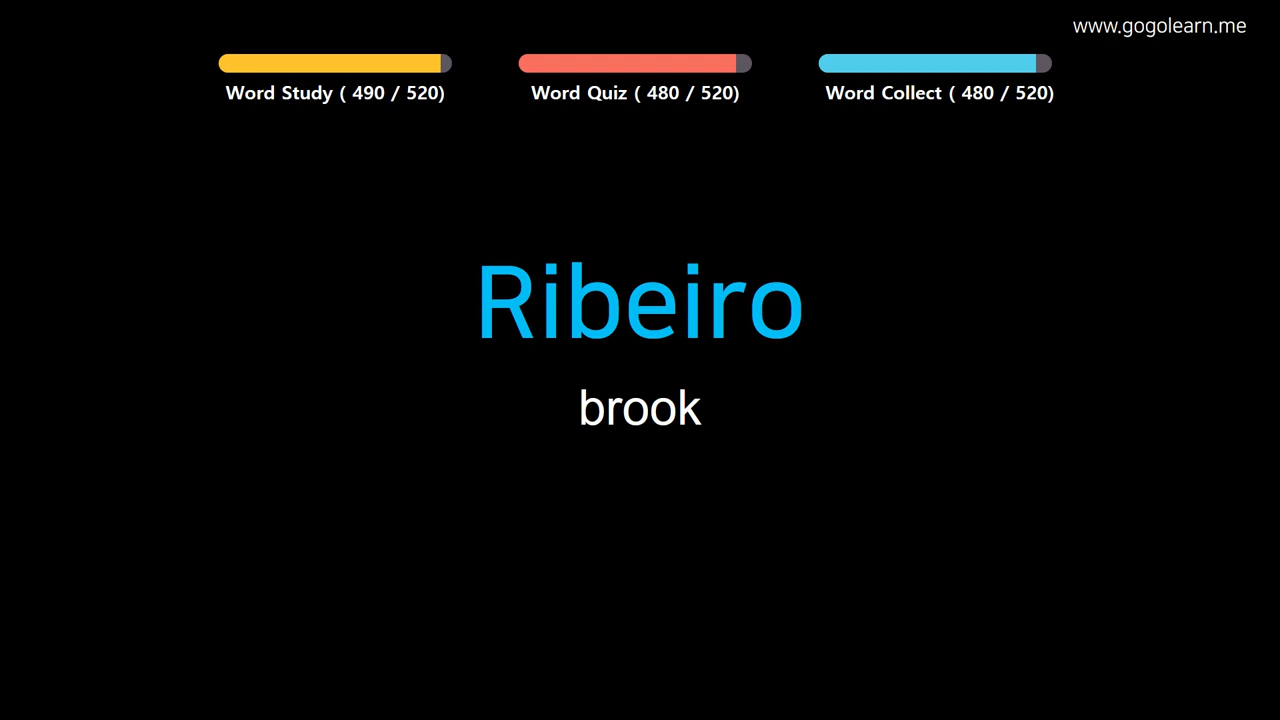 www.gogolearn.me
Word Study ( 490 / 520)
Word Quiz ( 480 / 520)
Word Collect ( 480 / 520)
Ribeiro
brook